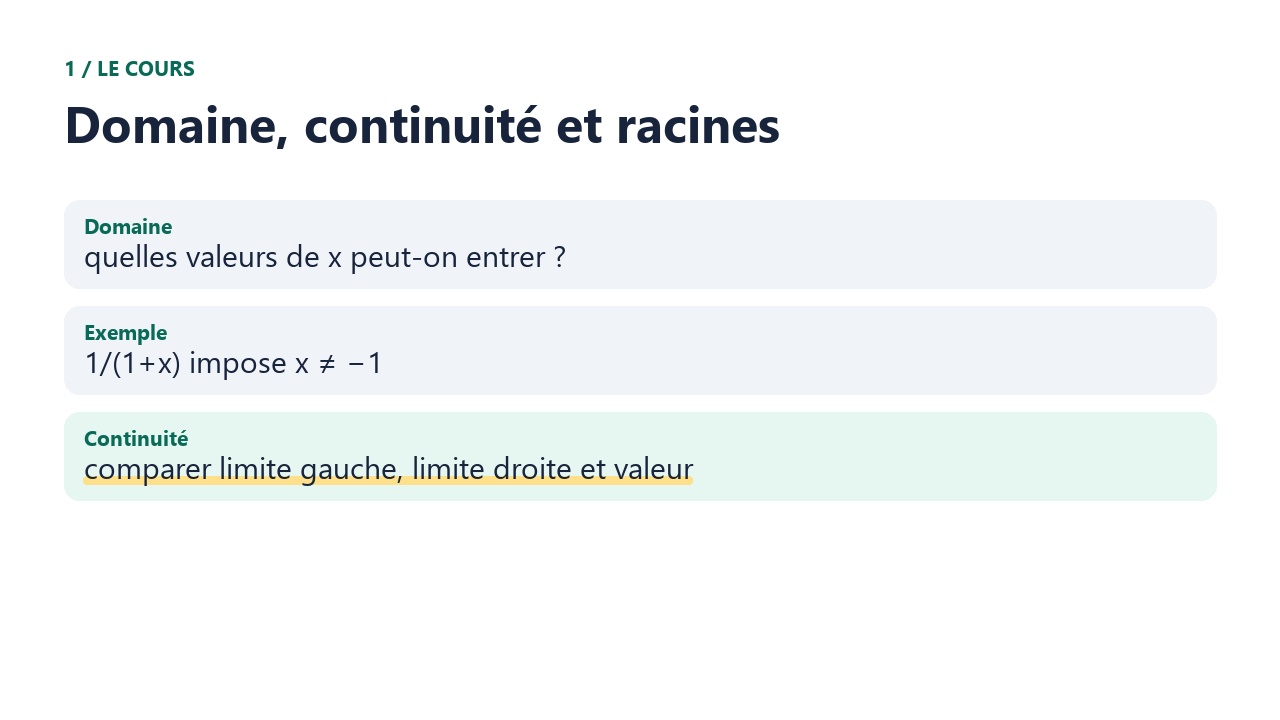 1 / LE COURS
Domaine, continuité et racines
Domaine
quelles valeurs de x peut-on entrer ?
Exemple
1/(1+x) impose x ≠ −1
Continuité
comparer limite gauche, limite droite et valeur